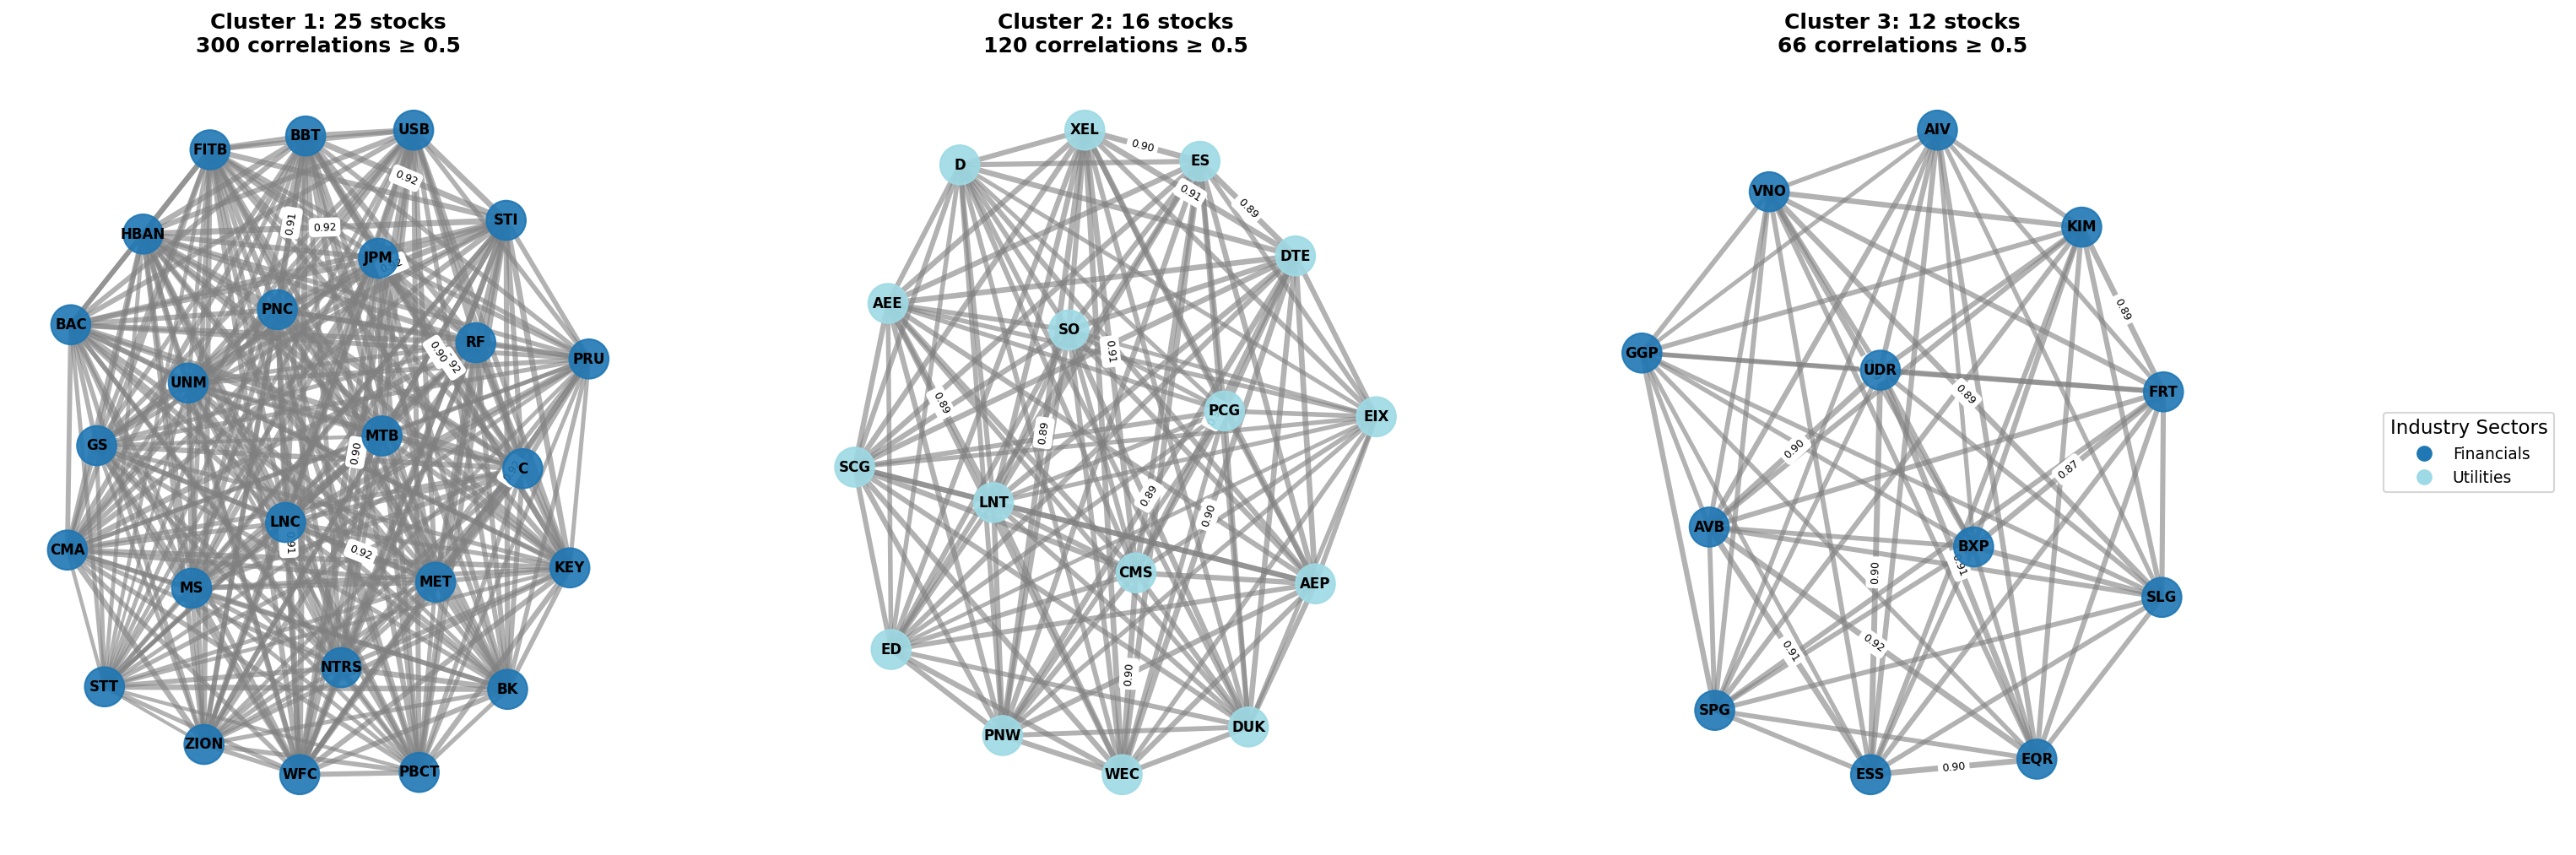 Cluster 1: 25 stocks
300 correlations ≥ 0.5
USB
BBT
FITB
0.92
STI
0.91
0.92
HBAN
JPM
PNC
BAC
RF
0.90
PRU
UNM
MTB
GS
0.90
C
LNC
CMA
0.92
KEY
MET
MS
NTRS
STT
BK
ZION
WFC
PBCT
Cluster 2: 16 stocks
120 correlations ≥ 0.5
XEL
0.90
ES
D
0.91
0.89
DTE
AEE
SO
0.91
0.89
PCG
EIX
0.89
SCG
0.89
LNT
0.90
CMS
AEP
ED
0.90
DUK
PNW
WEC
Cluster 3: 12 stocks
66 correlations ≥ 0.5
AIV
VNO
KIM
0.89
GGP
UDR
0.89
FRT
0.90
0.87
AVB
BXP
0.91
0.90
SLG
0.92
0.91
SPG
EQR
0.90
ESS
Industry Sectors
Financials
Utilities